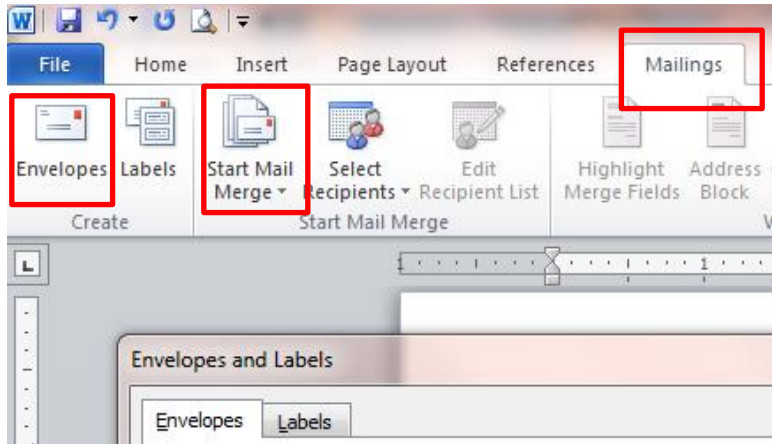 W
File Home Insert Page Layout References Mailings
Envelopes Labels Start Mail Select Edit Highlight Address
Merge Recipients Recipient List Merge Fields Block
Create Start Mail Merge
L 1 1
Envelopes and Labels
Envelopes Labels